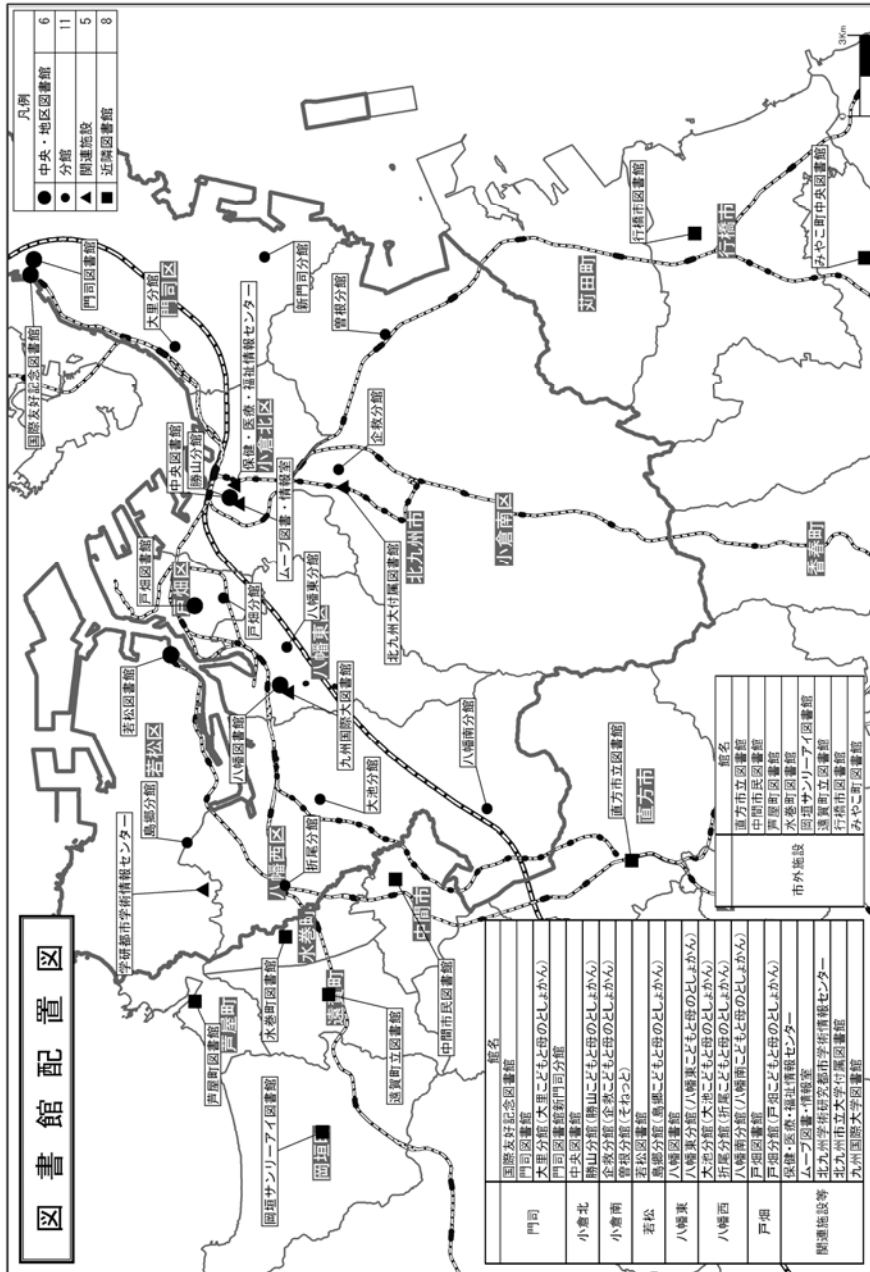 図書館配置図
凡例
中央・地区図書館 6
分館 11
関連施設 5
近隣図書館 8
国際友好記念図書館
門司図書館
大里分館
門司区
新門司分館
曽根分館
中央図書館
勝山分館
保健・医療・福祉情報センター
小倉北区
ムーブ図書・情報室
企救分館
北九州市
北九州大付属図書館
小倉南区
戸畑図書館
戸畑区
戸畑分館
八幡東分館
八幡東区
若松図書館
若松区
八幡図書館
九州国際大図書館
島郷分館
学研都市学術情報センター
大池分館
八幡南分館
折尾分館
八幡西区
芦屋町図書館
芦屋町
水巻町
水巻町図書館
中間市
中間市民図書館
遠賀町立図書館
岡垣サンリーアイ図書館
直方市立図書館
直方市
苅田町
行橋市図書館
行橋市
みやこ町中央図書館
香春町
0
3Km
館名
門司
国際友好記念図書館
門司図書館
大里分館(大里こどもと母のとしょかん)
門司図書館新門司分館
小倉北
中央図書館
勝山分館(勝山こどもと母のとしょかん)
小倉南
企救分館(企救こどもと母のとしょかん)
曽根分館(そねっと)
若松
若松図書館
島郷分館(島郷こどもと母のとしょかん)
八幡東
八幡図書館
八幡東分館(八幡東こどもと母のとしょかん)
八幡西
大池分館(大池こどもと母のとしょかん)
折尾分館(折尾こどもと母のとしょかん)
八幡南分館(八幡南こどもと母のとしょかん)
戸畑
戸畑図書館
戸畑分館(戸畑こどもと母のとしょかん)
関連施設等
保健・医療・福祉情報センター
ムーブ図書・情報室
北九州学術研究都市学術情報センター
北九州市立大学付属図書館
九州国際大学図書館
館名
市外施設
直方市立図書館
中間市民図書館
芦屋町図書館
水巻町図書館
岡垣サンリーアイ図書館
遠賀町立図書館
行橋市図書館
みやこ町図書館